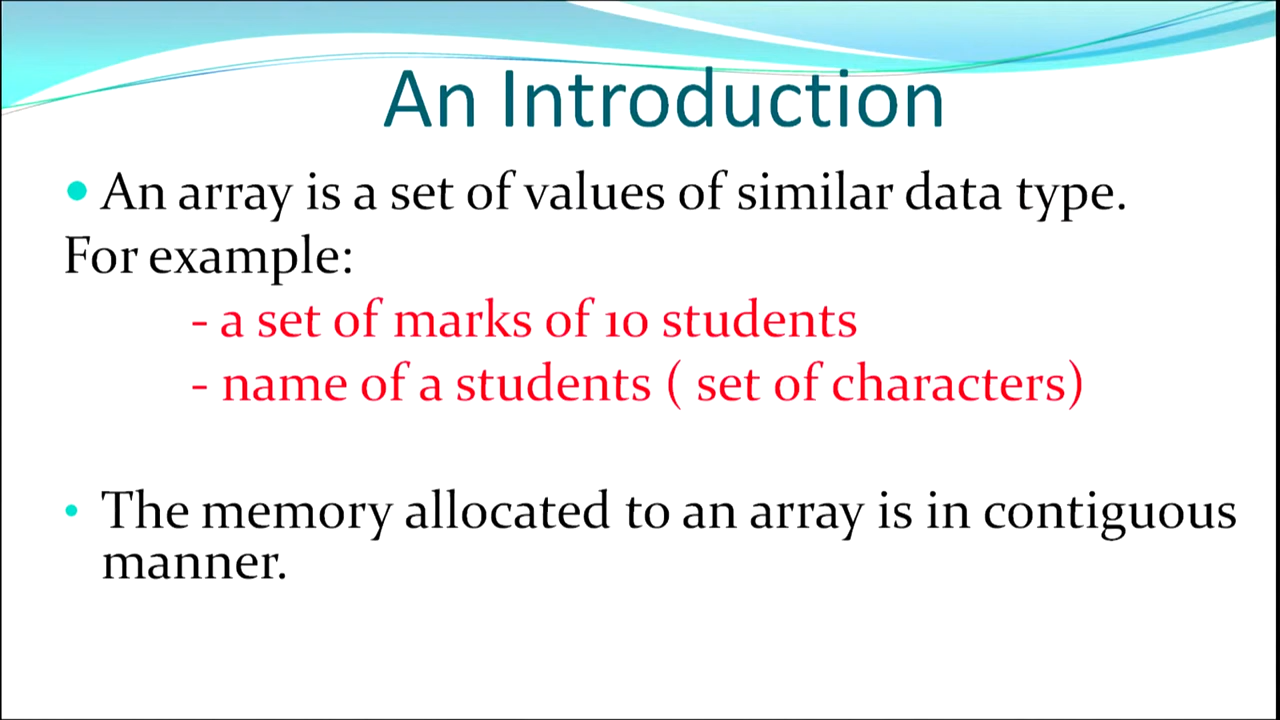 An Introduction
• An array is a set of values of similar data type.
For example:
- a set of marks of 10 students
- name of a students ( set of characters)
• The memory allocated to an array is in contiguous
manner.